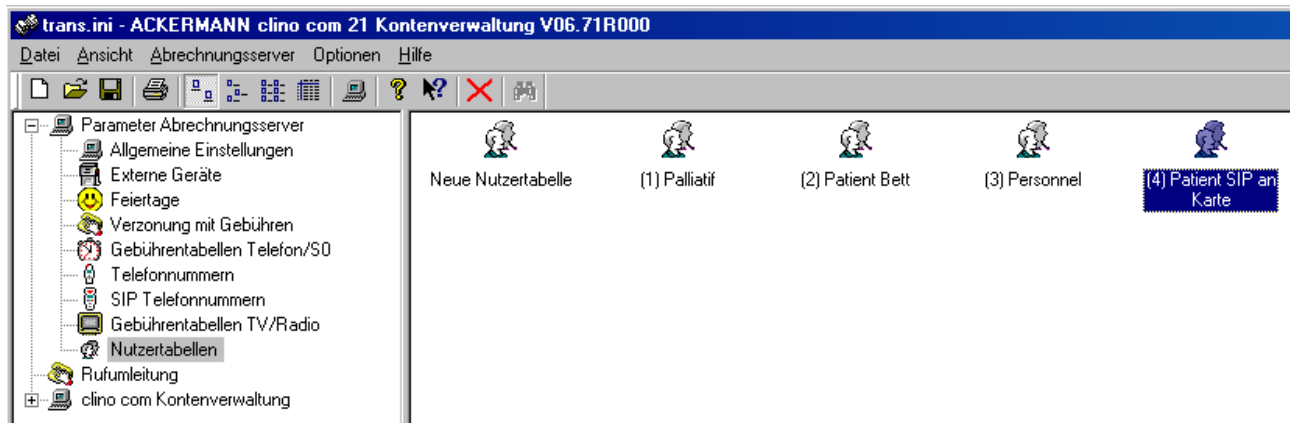 trans.ini - ACKERMANN clino com 21 Kontenverwaltung V06.71R000
Datei Ansicht Abrechnungsserver Optionen Hilfe
Parameter Abrechnungsserver
Allgemeine Einstellungen
Externe Geräte
Feiertage
Verzonung mit Gebühren
Gebührentabellen Telefon/S0
Telefonnummern
SIP Telefonnummern
Gebührentabellen TV/Radio
Nutzertabellen
Rufumleitung
clino com Kontenverwaltung
Neue Nutzertabelle
(1) Palliatif
(2) Patient Bett
(3) Personnel
(4) Patient SIP an
Karte